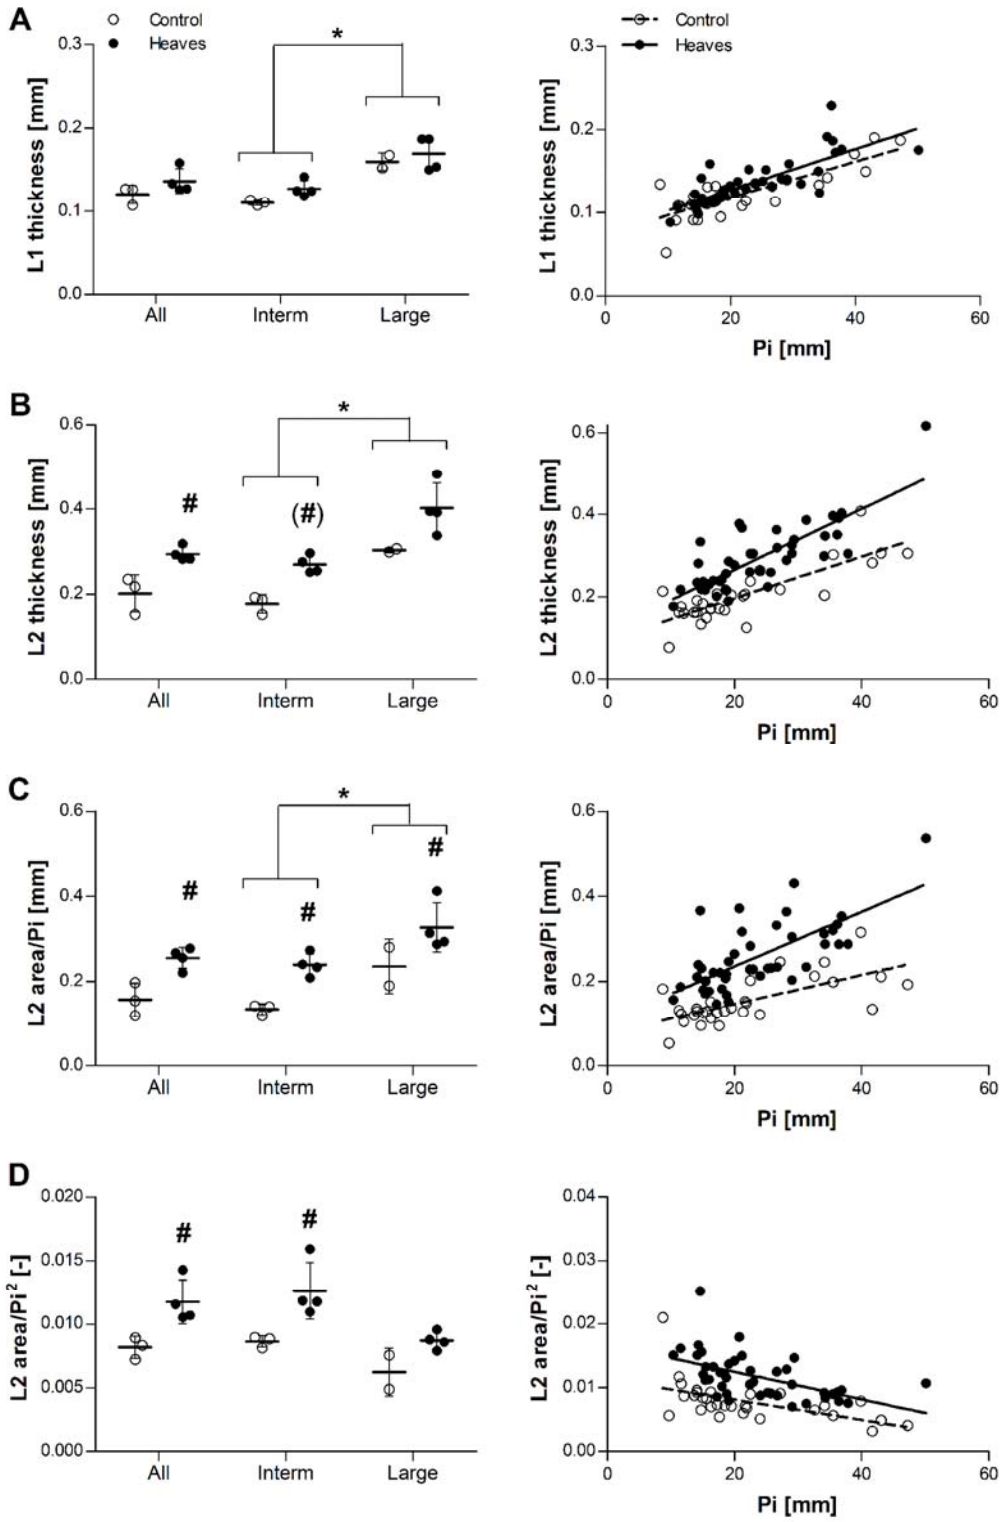 A
Control
Heaves
0.3
0.2
0.1
0.0
L1 thickness [mm]
*
All
Interm
Large
Control
Heaves
0.3
0.2
0.1
0.0
L1 thickness [mm]
0
20
40
60
Pi [mm]
B
0.6
0.4
0.2
0.0
L2 thickness [mm]
#
(#)
*
All
Interm
Large
0.6
0.4
0.2
0.0
L2 thickness [mm]
0
20
40
60
Pi [mm]
C
0.6
0.4
0.2
0.0
L2 area/Pi [mm]
#
#
*
#
All
Interm
Large
0.6
0.4
0.2
0.0
L2 area/Pi [mm]
0
20
40
60
Pi [mm]
D
0.020
0.015
0.010
0.005
0.000
L2 area/Pi² [-]
#
#
All
Interm
Large
0.04
0.03
0.02
0.01
0.00
L2 area/Pi² [-]
0
20
40
60
Pi [mm]